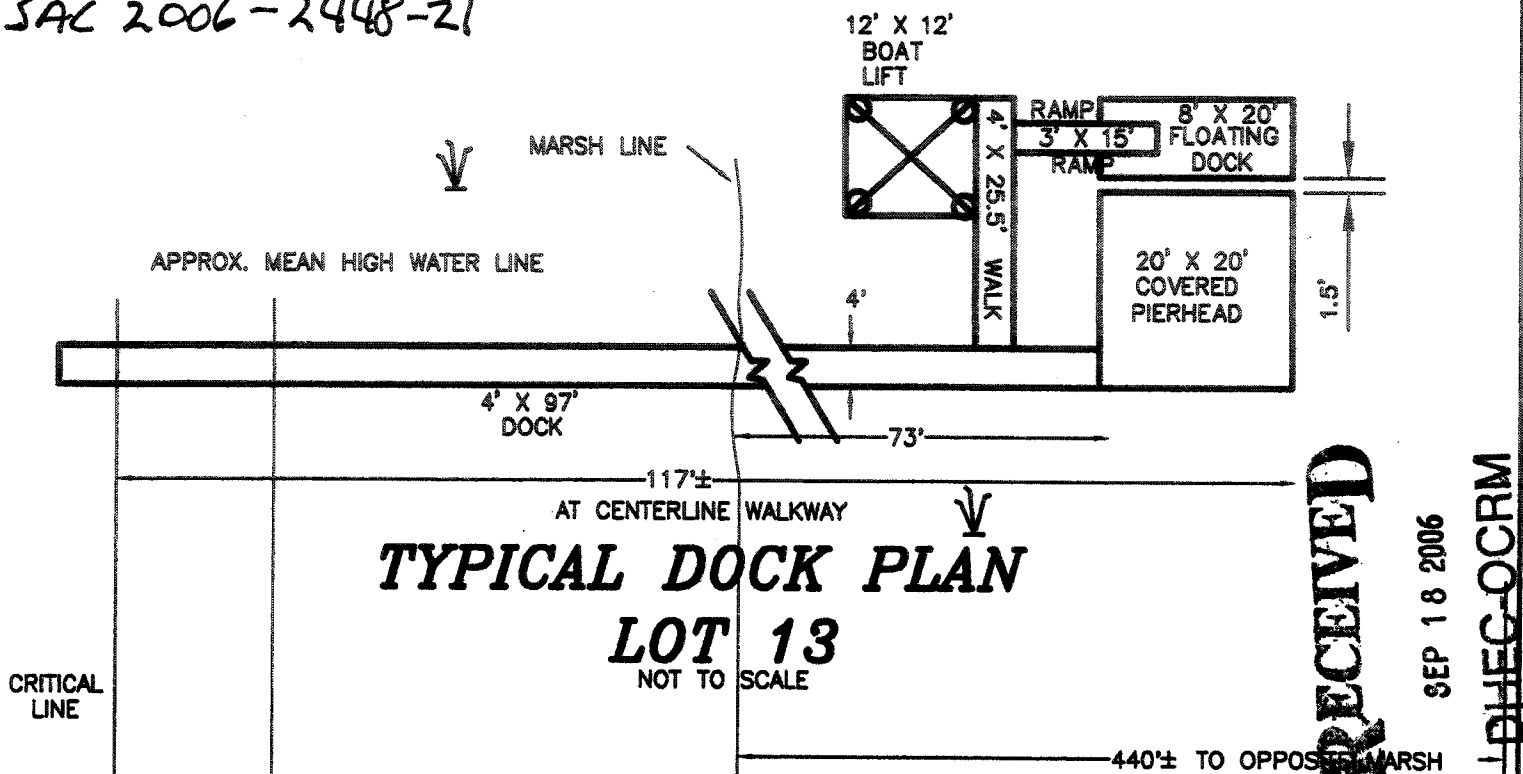 SAC 2006-2448-21
12' X 12'
BOAT
LIFT
MARSH LINE
4' X 25.5' WALK
RAMP
3' X 15'
RAMP
8' X 20'
FLOATING
DOCK
APPROX. MEAN HIGH WATER LINE
20' X 20'
COVERED
PIERHEAD
1.5'
4'
4' X 97'
DOCK
73'
117'±
AT CENTERLINE WALKWAY
TYPICAL DOCK PLAN
LOT 13
NOT TO SCALE
CRITICAL
LINE
440'± TO OPPOSITE MARSH
RECEIVED
SEP 18 2006
DHEC-OCRM